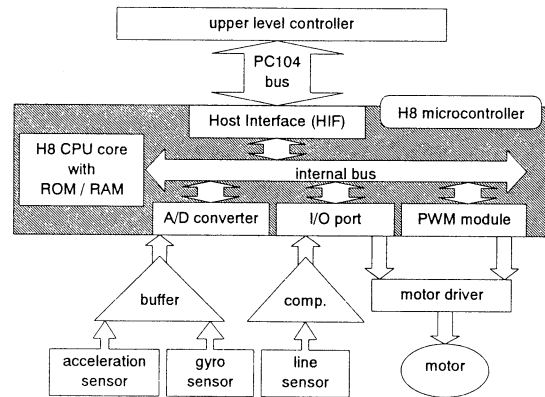 upper level controller
PC104
bus
Host Interface (HIF)
H8 microcontroller
H8 CPU core
with
ROM / RAM
internal bus
A/D converter
I/O port
PWM module
buffer
comp.
motor driver
acceleration
sensor
gyro
sensor
line
sensor
motor